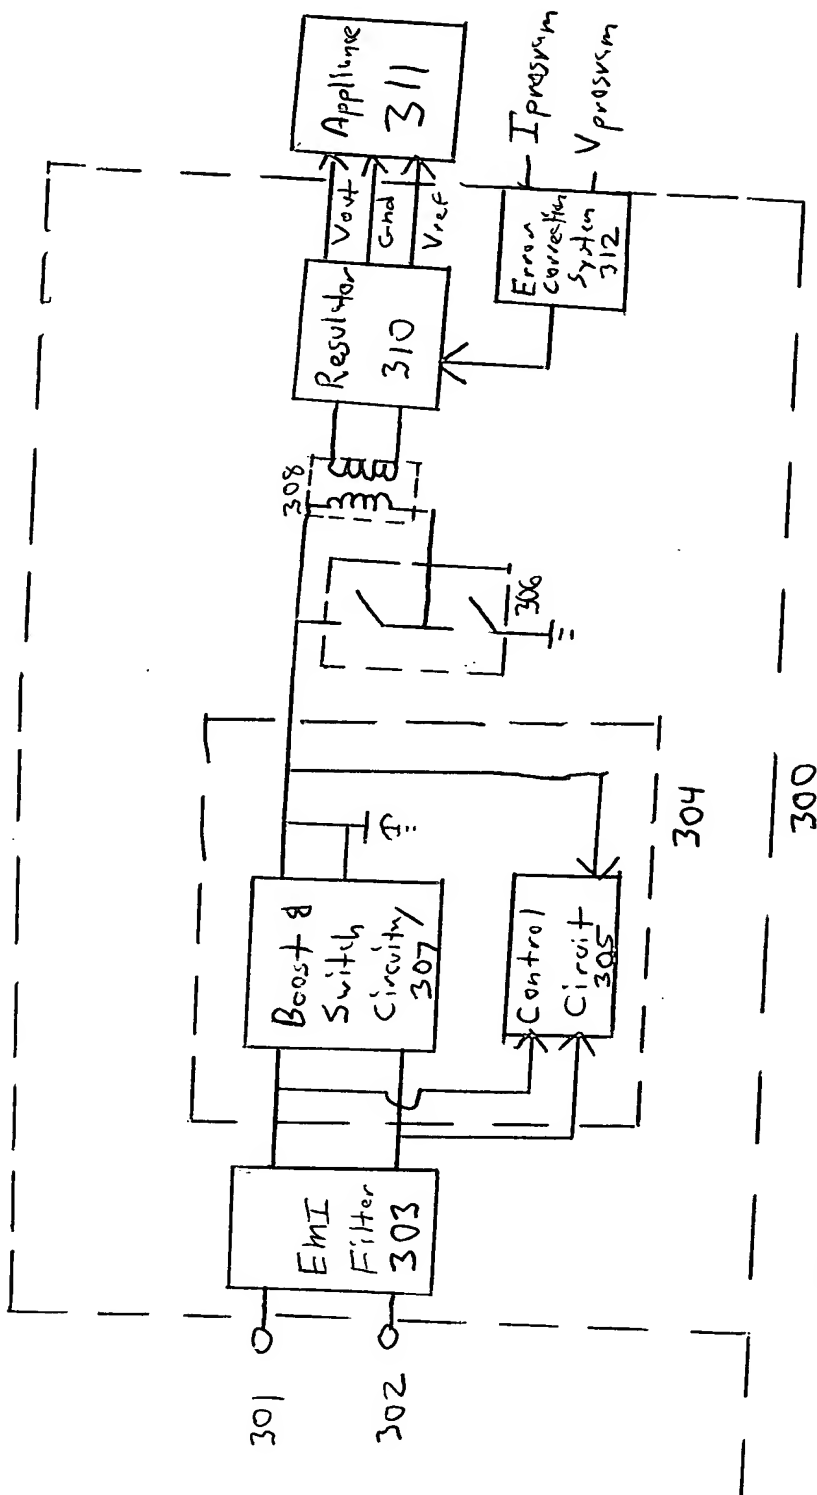 301
302
EMI
Filter
303
Boost &
Switch
Circuitry
307
Control
Circuit
305
304
306
308
Regulator
310
Vout
Gnd
Vref
Appliance
311
Error
Correction
System
312
Iprogram
Vprogram
300